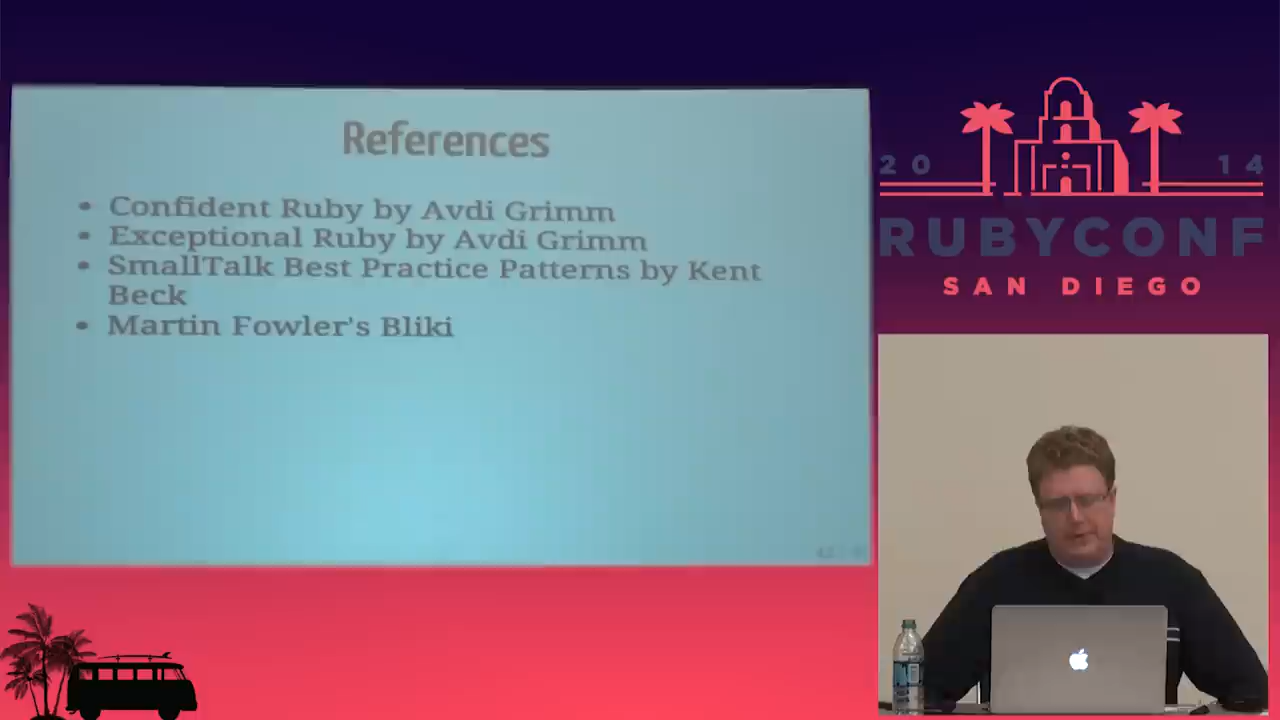 References
• Confident Ruby by Avdi Grimm
• Exceptional Ruby by Avdi Grimm
• SmallTalk Best Practice Patterns by Kent
Beck
• Martin Fowler's Bliki
20 14
RUBYCONF
SAN DIEGO